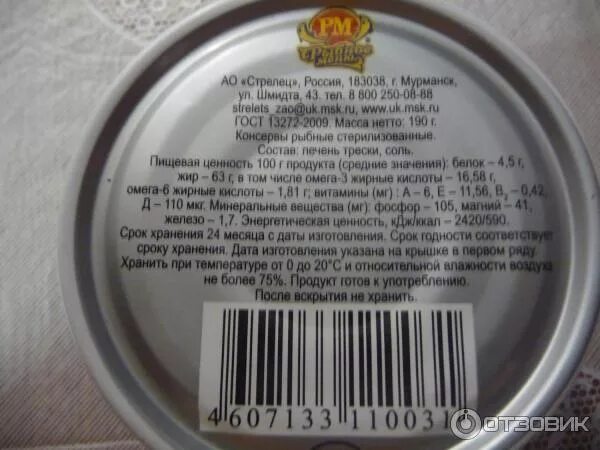 РМ
АО «Стрелец», Россия, 183038, г. Мурманск,
ул. Шмидта, 43. тел. 8 800 250-08-88
strelets_zao@uk.msk.ru, www.uk.msk.ru
ГОСТ 13272-2009. Масса нетто: 190 г.
Консервы рыбные стерилизованные.
Состав: печень трески, соль.
Пищевая ценность 100 г продукта (средние значения): белок – 4,5 г,
жир – 63 г, в том числе омега-3 жирные кислоты – 16,58 г,
омега-6 жирные кислоты – 1,81 г; витамины (мг) : А – 6, Е – 11,56, В₂ – 0,42,
Д – 110 мкг. Минеральные вещества (мг): фосфор – 105, магний – 41,
железо – 1,7. Энергетическая ценность, кДж/ккал – 2420/590.
Срок хранения 24 месяца с даты изготовления. Срок годности соответствует
сроку хранения. Дата изготовления указана на крышке в первом ряду.
Хранить при температуре от 0 до 20°С и относительной влажности воздуха
не более 75%. Продукт готов к употреблению.
После вскрытия не хранить.
4 607133 110031
ОТЗОВИК